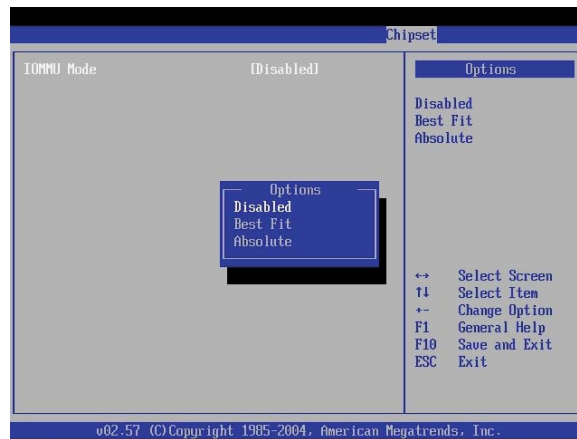 Chipset
IOMMU Mode [Disabled]
Options
Disabled
Best Fit
Absolute
Options
Disabled
Best Fit
Absolute
↔ Select Screen
↑↓ Select Item
+- Change Option
F1 General Help
F10 Save and Exit
ESC Exit
v02.57 (C)Copyright 1985-2004, American Megatrends, Inc.